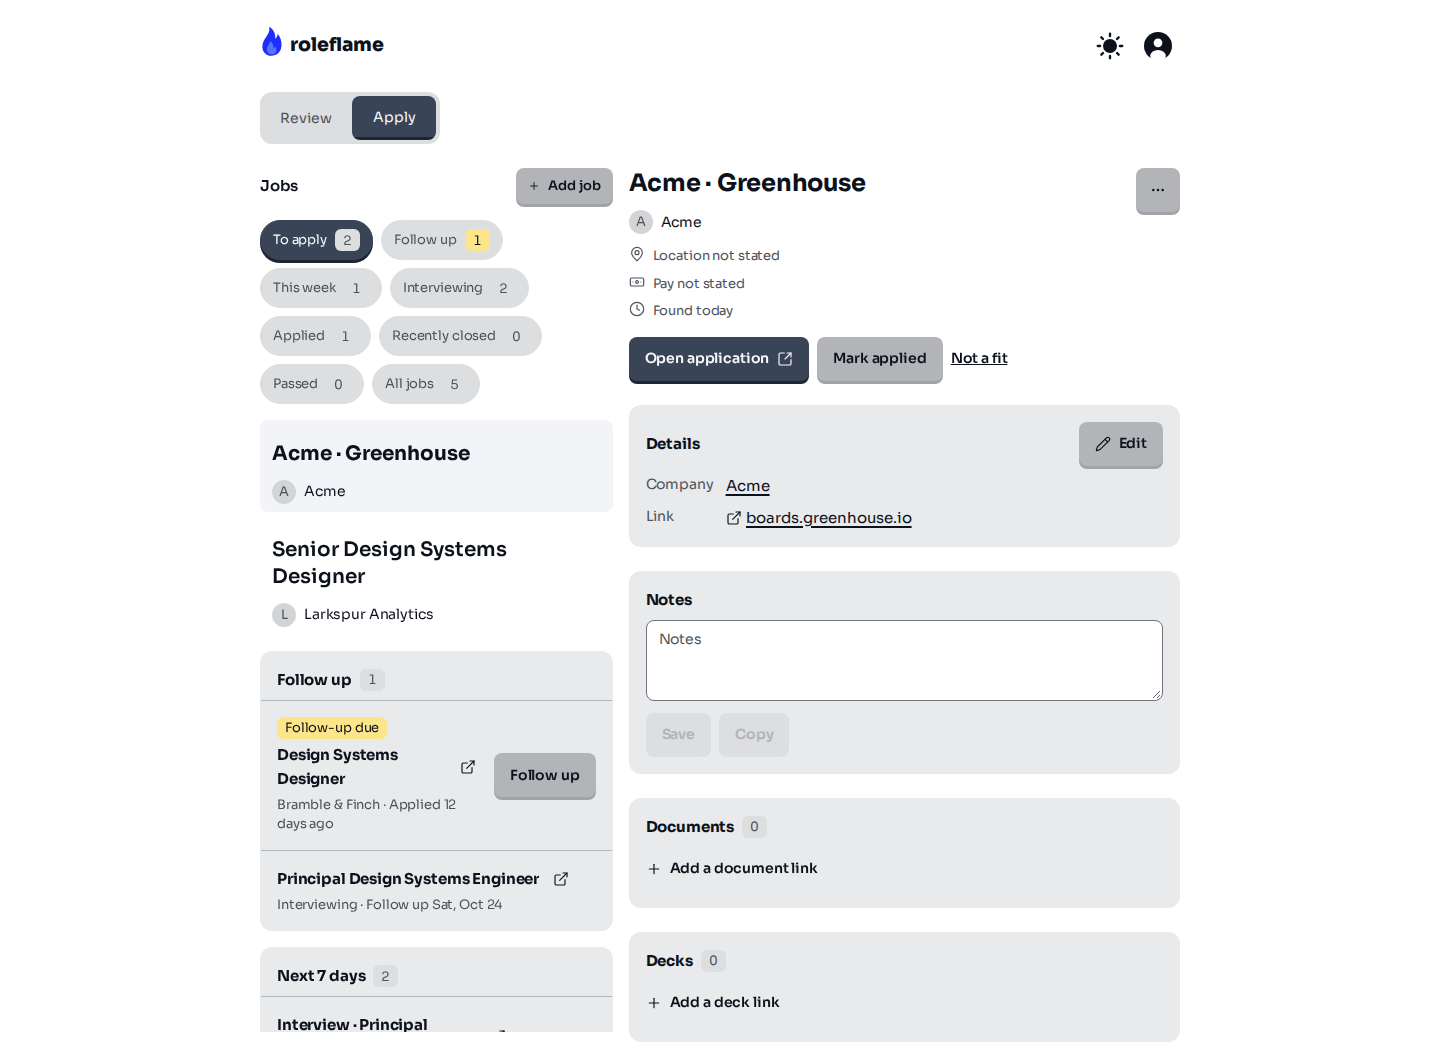 roleflame
Review
Apply
Jobs
+ Add job
To apply 2
Follow up 1
This week 1
Interviewing 2
Applied 1
Recently closed 0
Passed 0
All jobs 5
Acme · Greenhouse
A Acme
Senior Design Systems
Designer
L Larkspur Analytics
Follow up 1
Follow-up due
Design Systems
Designer
Bramble & Finch · Applied 12
days ago
Follow up
Principal Design Systems Engineer
Interviewing · Follow up Sat, Oct 24
Next 7 days 2
Interview · Principal
Acme · Greenhouse
...
A Acme
Location not stated
Pay not stated
Found today
Open application
Mark applied
Not a fit
Details
Edit
Company Acme
Link boards.greenhouse.io
Notes
Notes
Save
Copy
Documents 0
+ Add a document link
Decks 0
+ Add a deck link